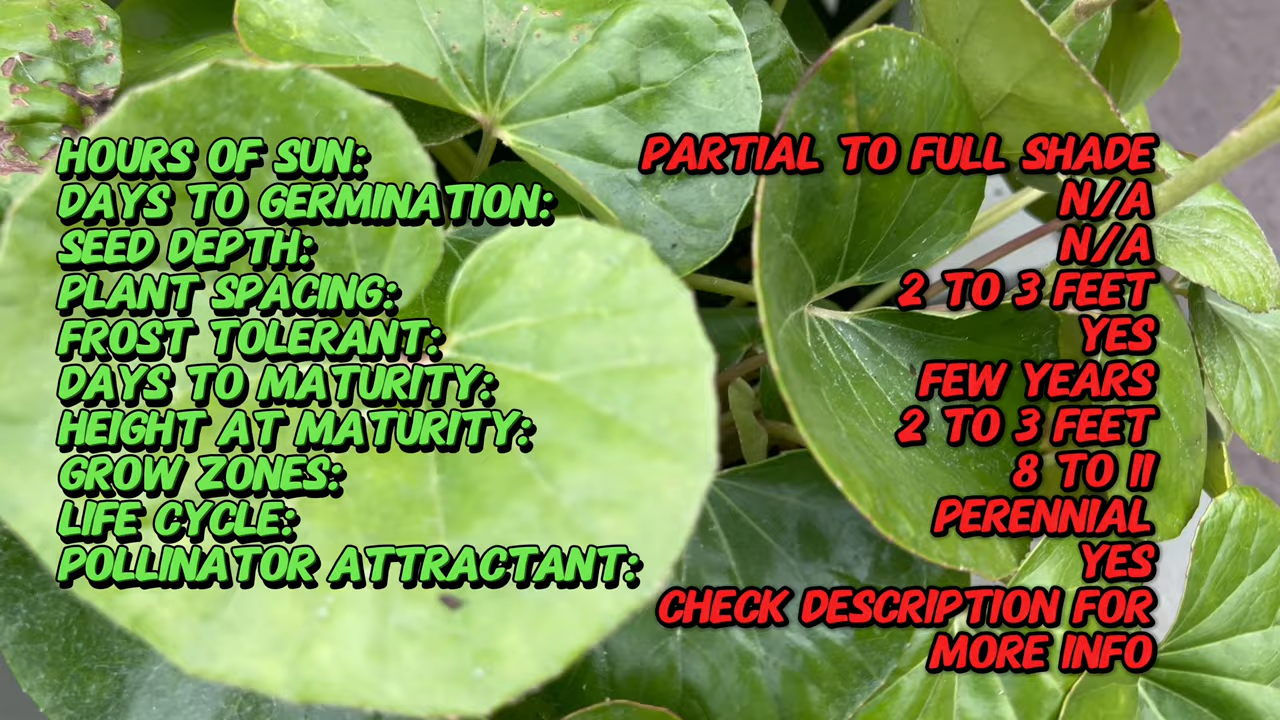 HOURS OF SUN: PARTIAL TO FULL SHADE
DAYS TO GERMINATION: N/A
SEED DEPTH: N/A
PLANT SPACING: 2 TO 3 FEET
FROST TOLERANT: YES
DAYS TO MATURITY: FEW YEARS
HEIGHT AT MATURITY: 2 TO 3 FEET
GROW ZONES: 8 TO 11
LIFE CYCLE: PERENNIAL
POLLINATOR ATTRACTANT: YES
CHECK DESCRIPTION FOR
MORE INFO